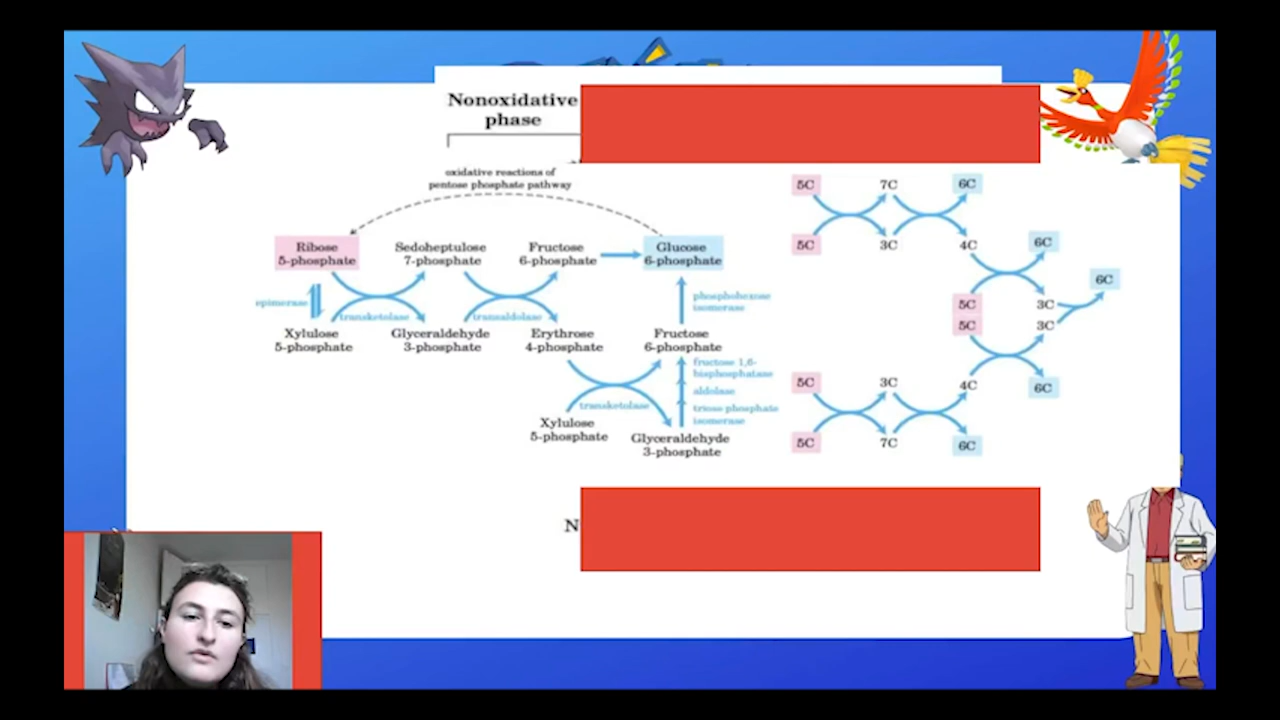 Nonoxidative
phase
oxidative reactions of
pentose phosphate pathway
Ribose
5-phosphate
Sedoheptulose
7-phosphate
Fructose
6-phosphate
Glucose
6-phosphate
epimerase
transketolase
transaldolase
phosphohexose
isomerase
Xylulose
5-phosphate
Glyceraldehyde
3-phosphate
Erythrose
4-phosphate
Fructose
6-phosphate
fructose 1,6-
bisphosphatase
aldolase
triose phosphate
isomerase
transketolase
Xylulose
5-phosphate
Glyceraldehyde
3-phosphate
5C 7C 6C
5C 3C 4C 6C
6C
5C 3C
5C 3C
5C 3C 4C 6C
5C 7C 6C
N